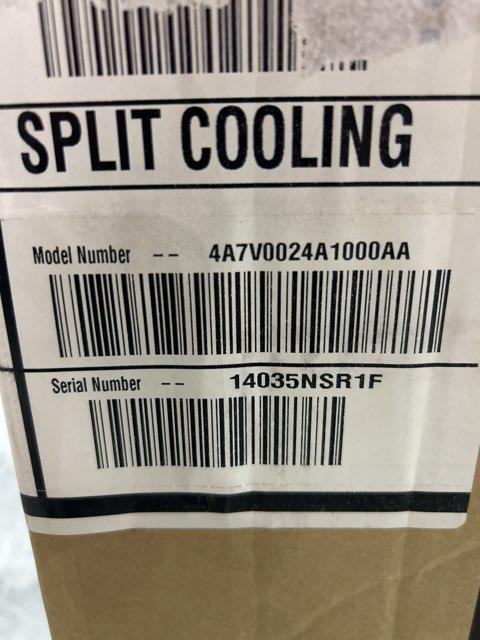 SPLIT COOLING
Model Number -- 4A7V0024A1000AA
Serial Number -- 14035NSR1F